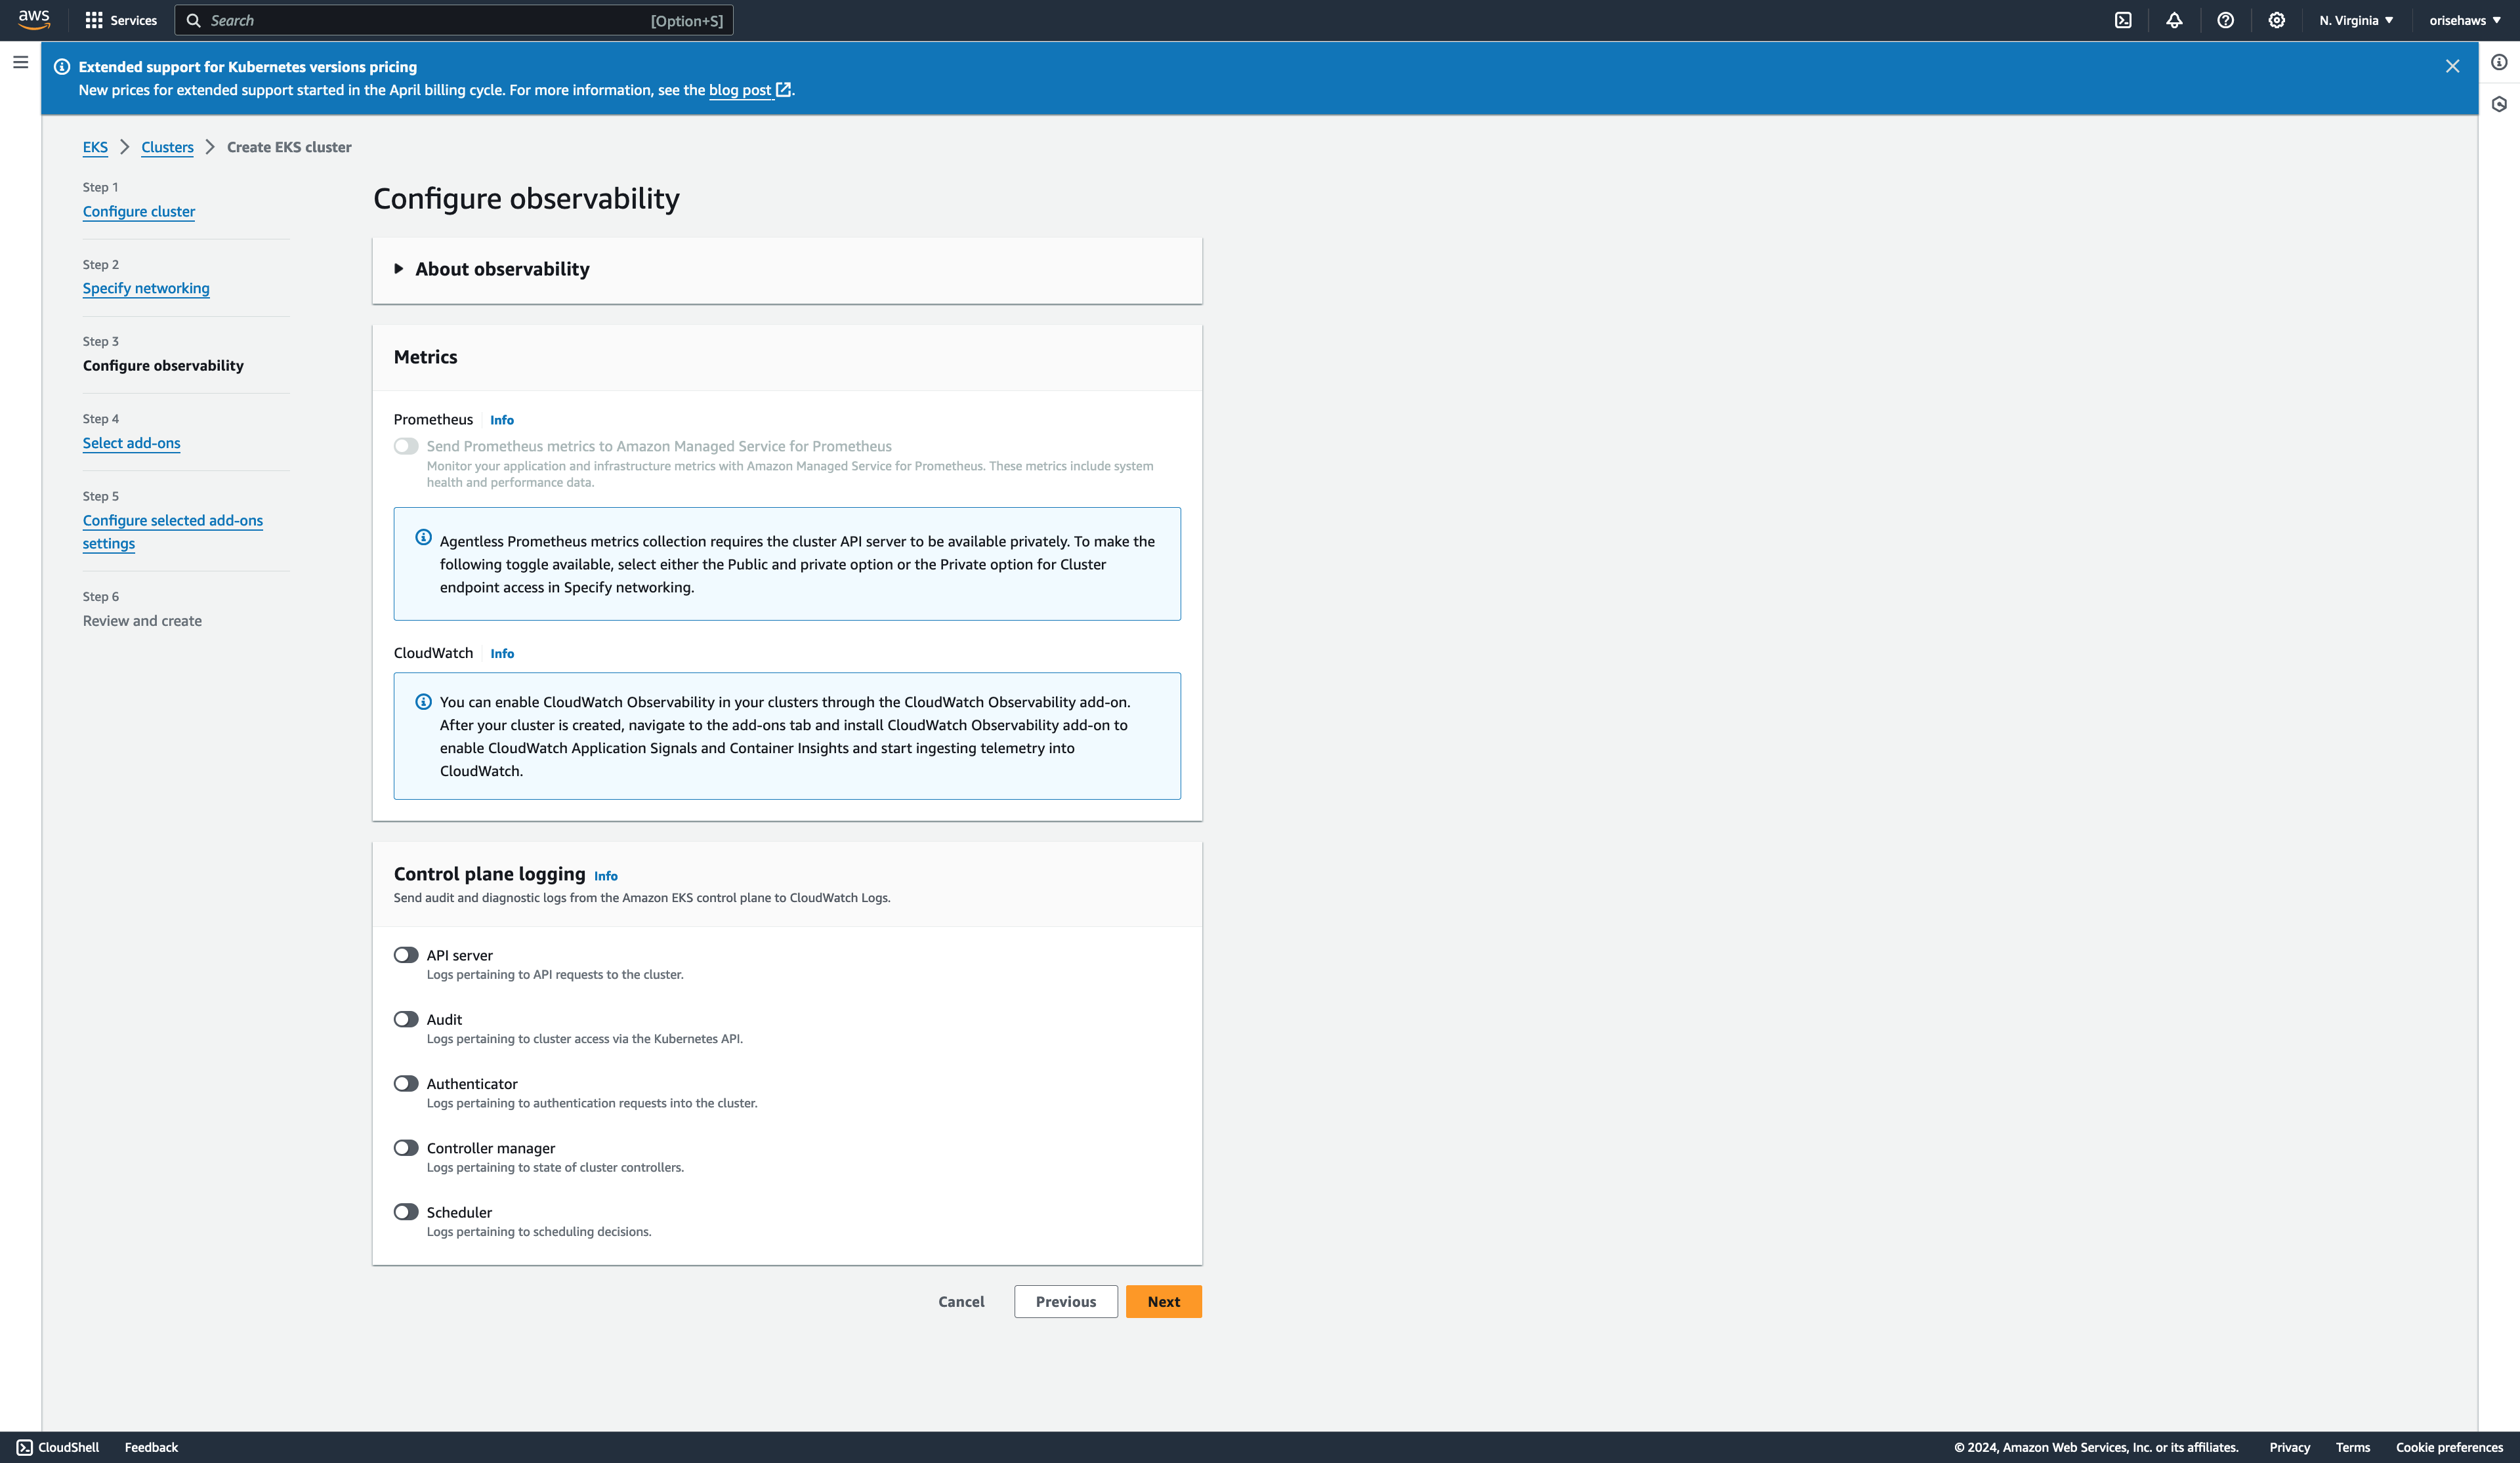 aws
Services
Search
[Option+S]
N. Virginia
orisehaws
Extended support for Kubernetes versions pricing
New prices for extended support started in the April billing cycle. For more information, see the blog post.
EKS
Clusters
Create EKS cluster
Step 1
Configure cluster
Step 2
Specify networking
Step 3
Configure observability
Step 4
Select add-ons
Step 5
Configure selected add-ons
settings
Step 6
Review and create
Configure observability
About observability
Metrics
Prometheus Info
Send Prometheus metrics to Amazon Managed Service for Prometheus
Monitor your application and infrastructure metrics with Amazon Managed Service for Prometheus. These metrics include system
health and performance data.
Agentless Prometheus metrics collection requires the cluster API server to be available privately. To make the
following toggle available, select either the Public and private option or the Private option for Cluster
endpoint access in Specify networking.
CloudWatch Info
You can enable CloudWatch Observability in your clusters through the CloudWatch Observability add-on.
After your cluster is created, navigate to the add-ons tab and install CloudWatch Observability add-on to
enable CloudWatch Application Signals and Container Insights and start ingesting telemetry into
CloudWatch.
Control plane logging Info
Send audit and diagnostic logs from the Amazon EKS control plane to CloudWatch Logs.
API server
Logs pertaining to API requests to the cluster.
Audit
Logs pertaining to cluster access via the Kubernetes API.
Authenticator
Logs pertaining to authentication requests into the cluster.
Controller manager
Logs pertaining to state of cluster controllers.
Scheduler
Logs pertaining to scheduling decisions.
Cancel
Previous
Next
CloudShell
Feedback
© 2024, Amazon Web Services, Inc. or its affiliates.
Privacy
Terms
Cookie preferences